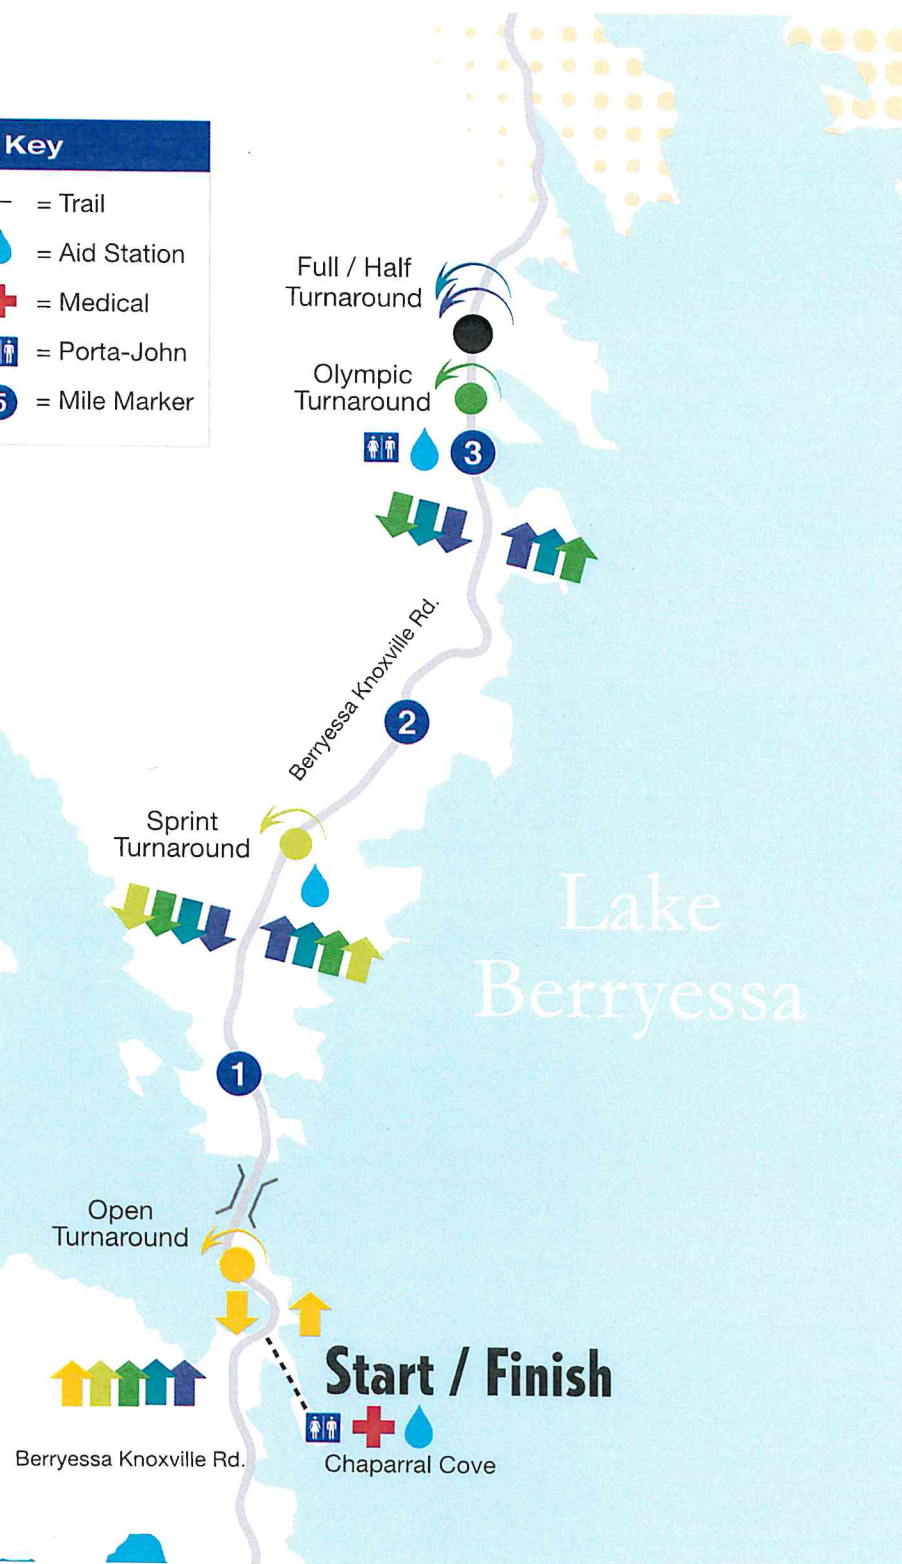 Key
= Trail
= Aid Station
= Medical
= Porta-John
5 = Mile Marker
Full / Half
Turnaround
Olympic
Turnaround
3
Berryessa Knoxville Rd.
2
Sprint
Turnaround
Lake
Berryessa
1
Open
Turnaround
Start / Finish
Berryessa Knoxville Rd.
Chaparral Cove